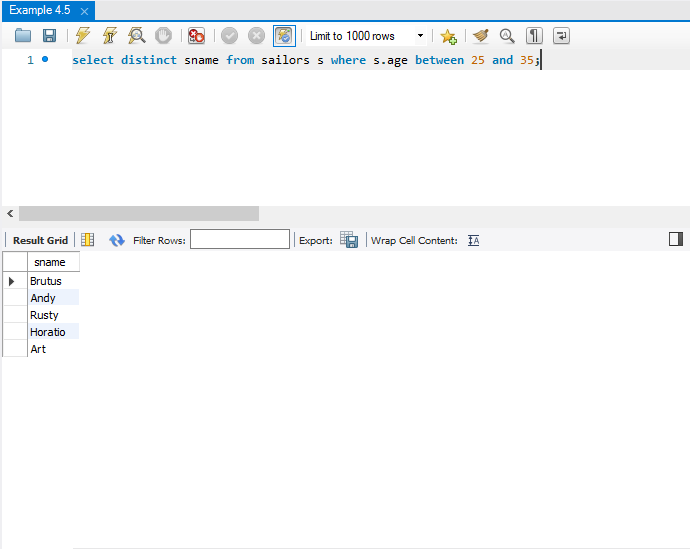 Example 4.5
Limit to 1000 rows
1 select distinct sname from sailors s where s.age between 25 and 35;
Result Grid Filter Rows: Export: Wrap Cell Content:
sname
Brutus
Andy
Rusty
Horatio
Art